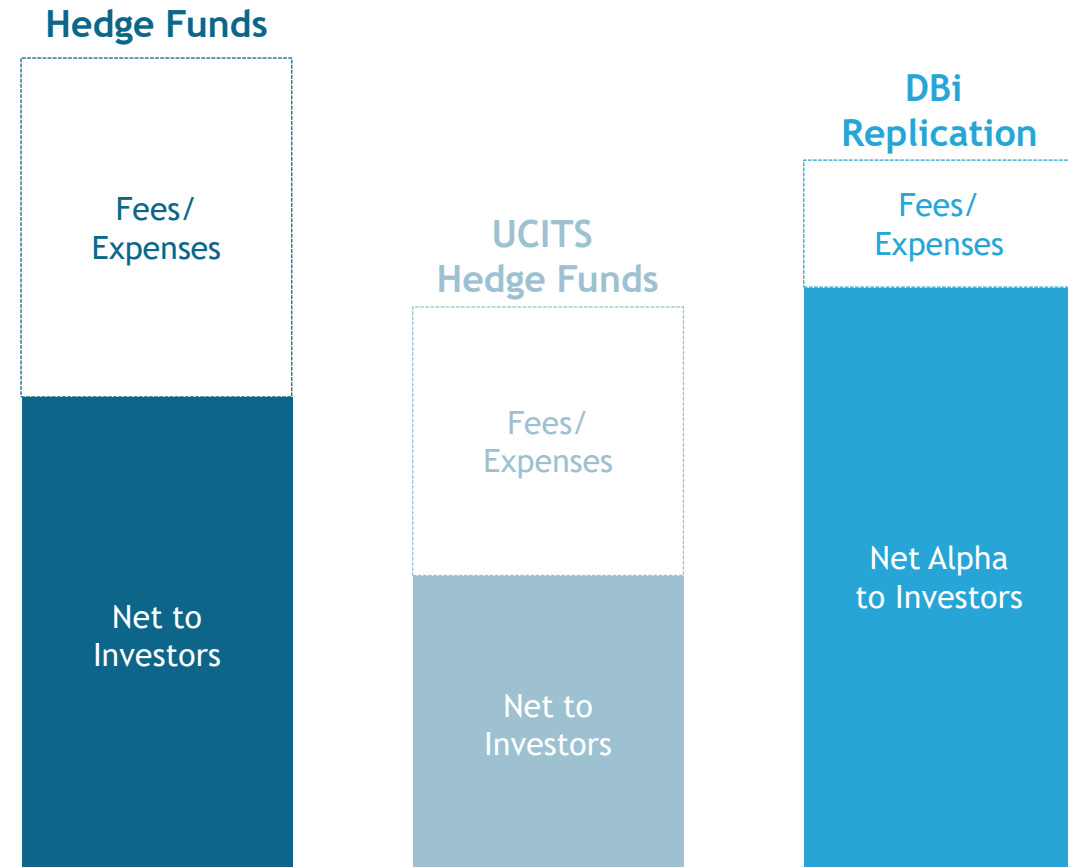 Hedge Funds
Fees/
Expenses
Net to
Investors
UCITS
Hedge Funds
Fees/
Expenses
Net to
Investors
DBi
Replication
Fees/
Expenses
Net Alpha
to Investors